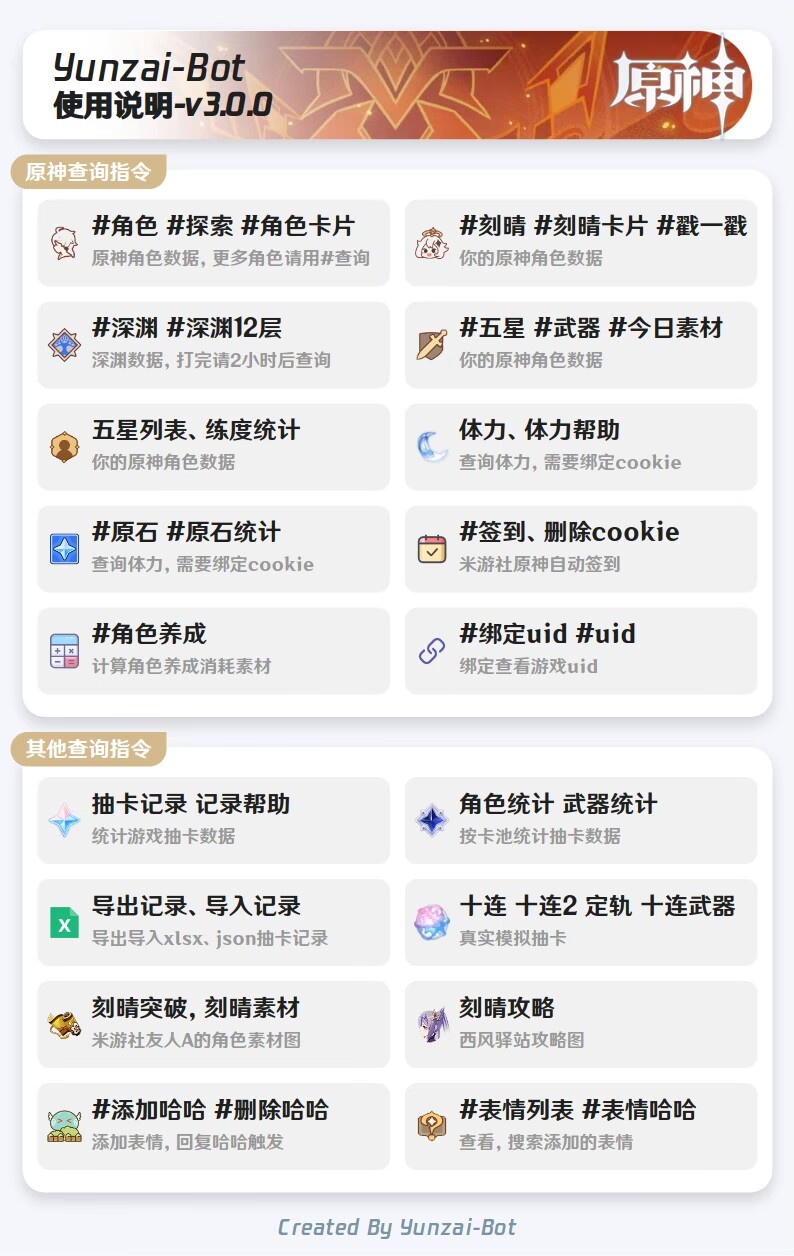 Yunzai-Bot
使用说明-v3.0.0
原神
原神查询指令
#角色 #探索 #角色卡片
原神角色数据, 更多角色请用#查询
#刻晴 #刻晴卡片 #戳一戳
你的原神角色数据
#深渊 #深渊12层
深渊数据, 打完请2小时后查询
#五星 #武器 #今日素材
你的原神角色数据
五星列表、练度统计
你的原神角色数据
体力、体力帮助
查询体力, 需要绑定cookie
#原石 #原石统计
查询体力, 需要绑定cookie
#签到、删除cookie
米游社原神自动签到
#角色养成
计算角色养成消耗素材
#绑定uid #uid
绑定查看游戏uid
其他查询指令
抽卡记录 记录帮助
统计游戏抽卡数据
角色统计 武器统计
按卡池统计抽卡数据
导出记录、导入记录
导出导入xlsx、json抽卡记录
十连 十连2 定轨 十连武器
真实模拟抽卡
刻晴突破, 刻晴素材
米游社友人A的角色素材图
刻晴攻略
西风驿站攻略图
#添加哈哈 #删除哈哈
添加表情, 回复哈哈触发
#表情列表 #表情哈哈
查看, 搜索添加的表情
Created By Yunzai-Bot